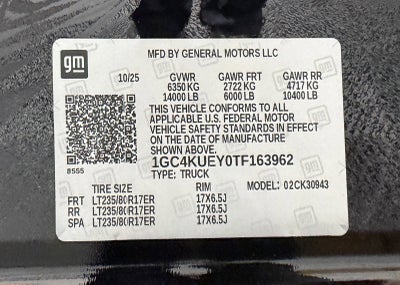 gm
MFD BY GENERAL MOTORS LLC
10/25 GVWR GAWR FRT GAWR RR
6350 KG 2722 KG 4717 KG
14000 LB 6000 LB 10400 LB
THIS VEHICLE CONFORMS TO ALL
APPLICABLE U.S. FEDERAL MOTOR
VEHICLE SAFETY STANDARDS IN EFFECT
ON THE DATE OF MANUFACTURE
SHOWN ABOVE.
1GC4KUEY0TF163962
8555 TYPE: TRUCK
TIRE SIZE RIM MODEL: 02CK30943
FRT LT235/80R17ER 17X6.5J
RR LT235/80R17ER 17X6.5J
SPA LT235/80R17ER 17X6.5J